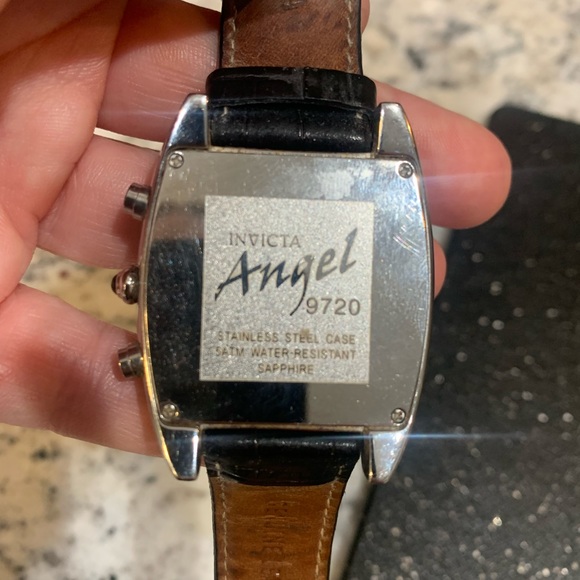 INVICTA
Angel
9720
STAINLESS STEEL CASE
5ATM WATER-RESISTANT
SAPPHIRE